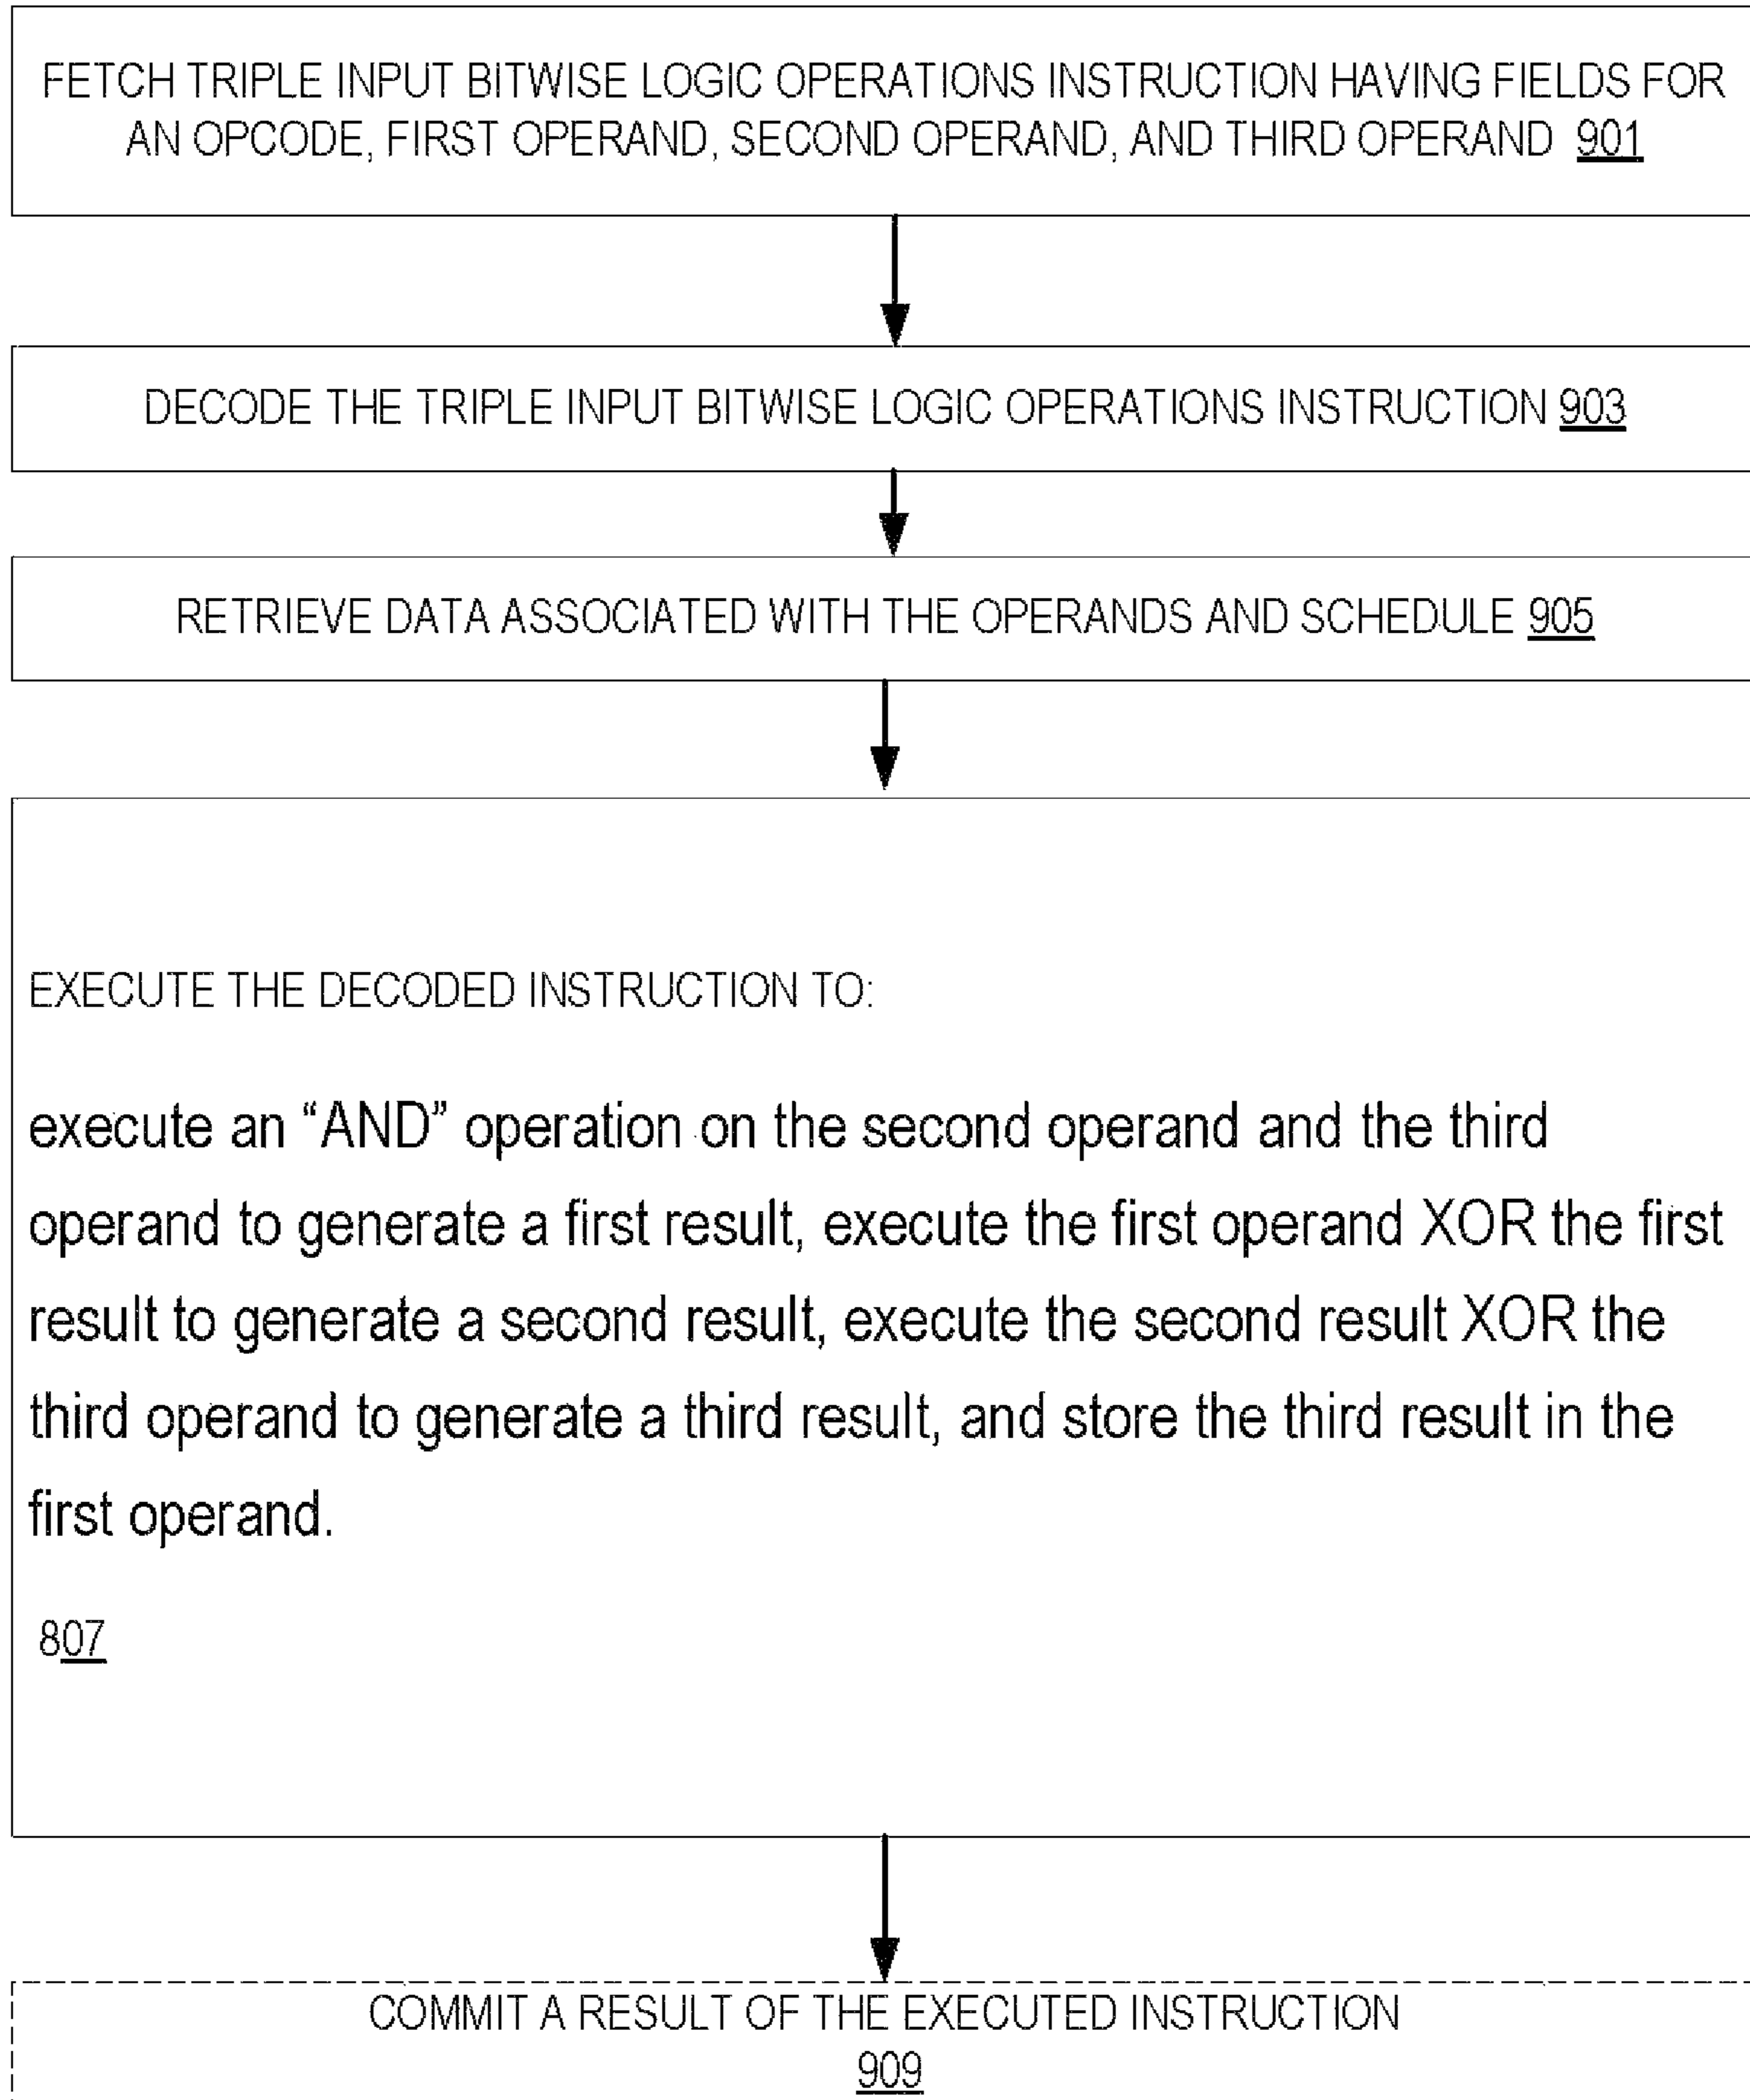 FETCH TRIPLE INPUT BITWISE LOGIC OPERATIONS INSTRUCTION HAVING FIELDS FOR
AN OPCODE, FIRST OPERAND, SECOND OPERAND, AND THIRD OPERAND 901
DECODE THE TRIPLE INPUT BITWISE LOGIC OPERATIONS INSTRUCTION 903
RETRIEVE DATA ASSOCIATED WITH THE OPERANDS AND SCHEDULE 905
EXECUTE THE DECODED INSTRUCTION TO:
execute an “AND” operation on the second operand and the third
operand to generate a first result, execute the first operand XOR the first
result to generate a second result, execute the second result XOR the
third operand to generate a third result, and store the third result in the
first operand.
807
COMMIT A RESULT OF THE EXECUTED INSTRUCTION
909